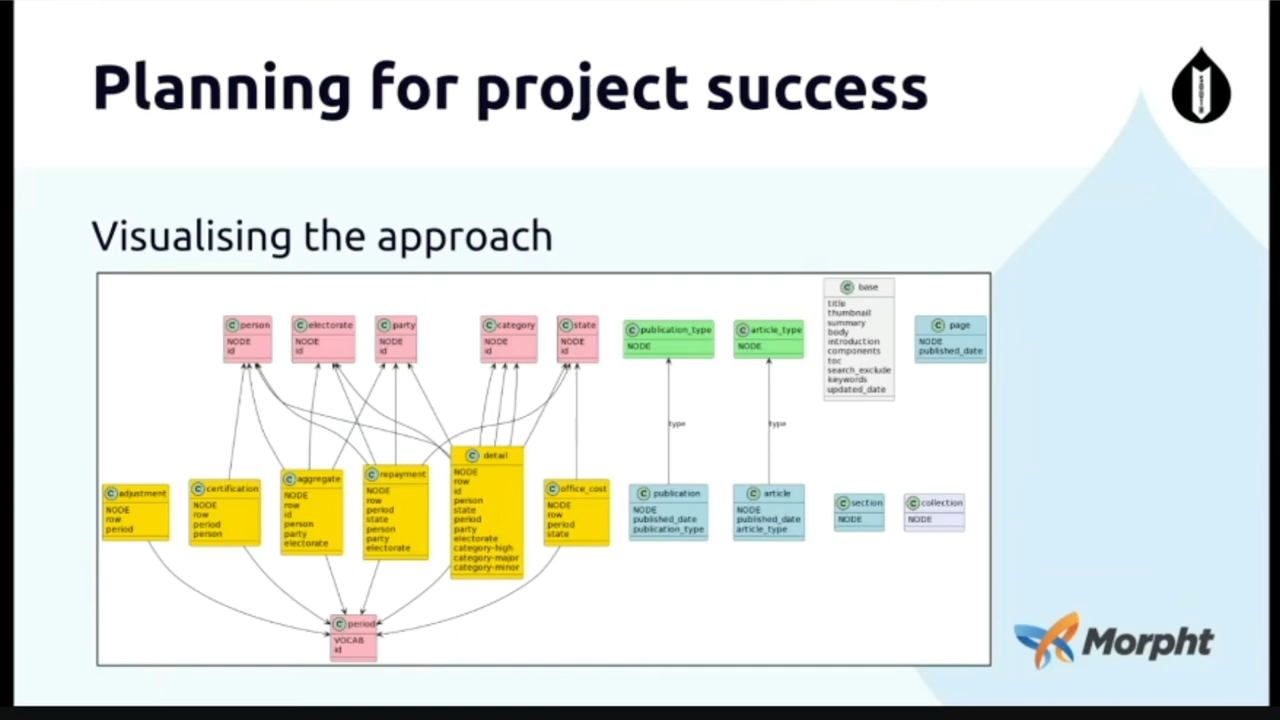 Planning for project success
Visualising the approach
C person
NODE
id
C electorate
NODE
id
C party
NODE
id
C category
NODE
id
C state
NODE
id
C publication_type
NODE
C article_type
NODE
C base
title
thumbnail
summary
body
introduction
components
toc
search_exclude
keywords
updated_date
C page
NODE
published_date
type
type
C adjustment
NODE
row
period
C certification
NODE
row
period
person
C aggregate
NODE
row
id
person
party
electorate
C repayment
NODE
row
period
state
person
party
electorate
C detail
NODE
row
id
person
state
period
party
electorate
category-high
category-major
category-minor
C office_cost
NODE
row
period
state
C publication
NODE
published_date
publication_type
C article
NODE
published_date
article_type
C section
NODE
C collection
NODE
C period
VOCAB
id
Morpht